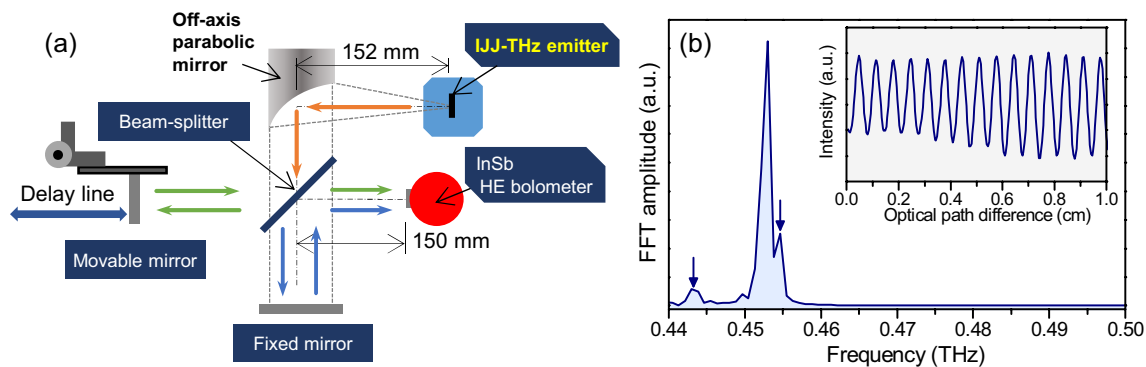 (a)
Off-axis
parabolic
mirror
152 mm
IJJ-THz emitter
Beam-splitter
InSb
HE bolometer
Delay line
150 mm
Movable mirror
Fixed mirror
(b)
FFT amplitude (a.u.)
Intensity (a.u.)
0.0 0.2 0.4 0.6 0.8 1.0
Optical path difference (cm)
0.44 0.45 0.46 0.47 0.48 0.49 0.50
Frequency (THz)